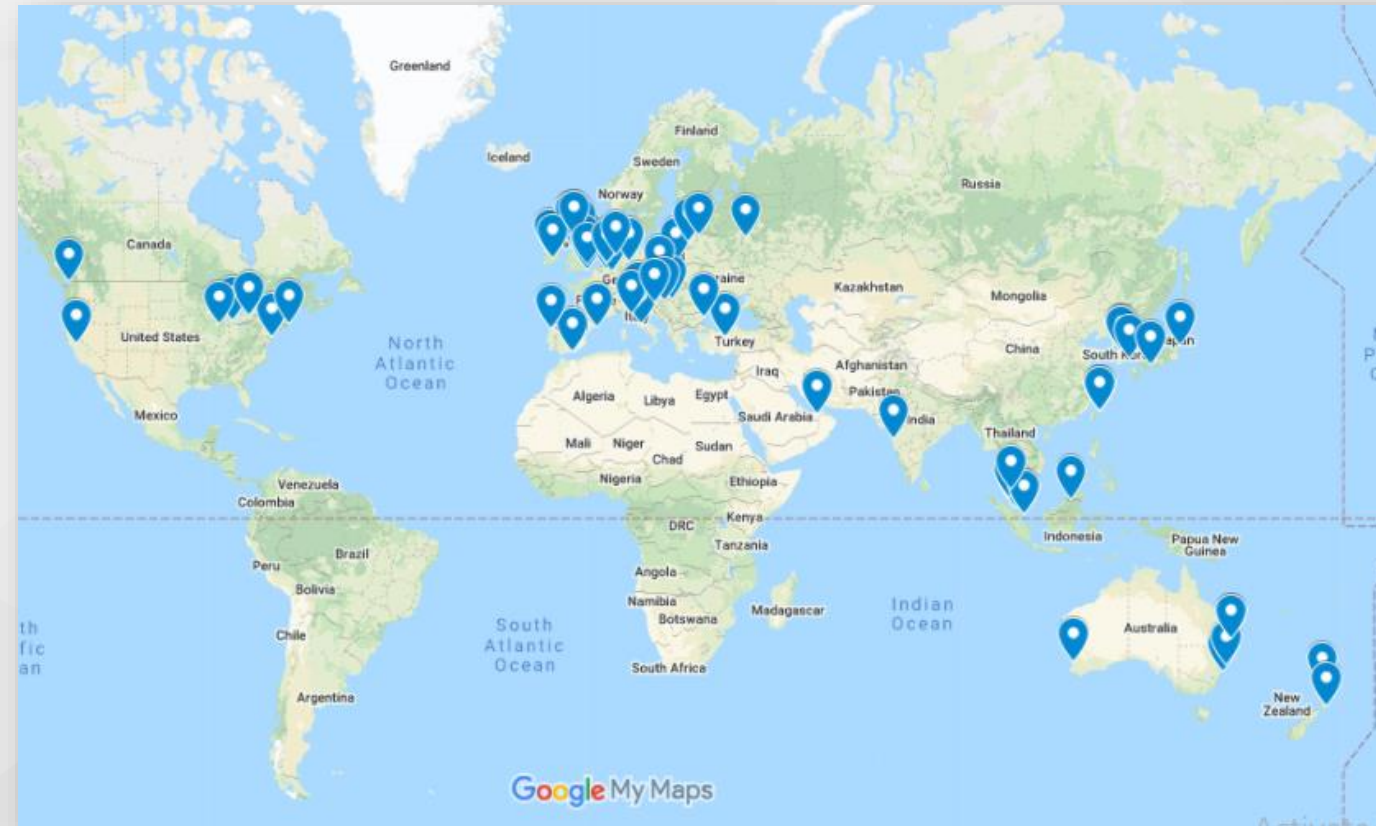 Greenland
Iceland
Finland
Sweden
Norway
Russia
Canada
United States
North
Atlantic
Ocean
Kazakhstan
Mongolia
Turkey
Afghanistan
China
Iraq
Pakistan
South
Algeria
Libya
Egypt
Saudi Arabia
India
Mexico
Mali
Niger
Chad
Sudan
Thailand
Nigeria
Ethiopia
Venezuela
Colombia
DRC
Kenya
Tanzania
Indonesia
Papua New
Guinea
Brazil
Peru
Bolivia
Angola
Namibia
Botswana
Madagascar
Indian
Ocean
Australia
Chile
South
Atlantic
Ocean
South Africa
Argentina
New
Zealand
Google My Maps